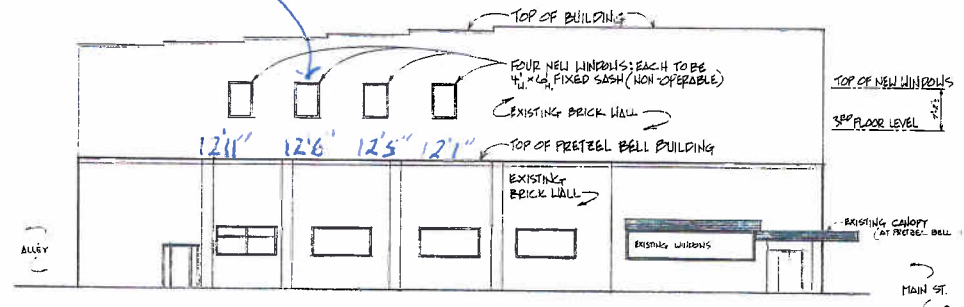 TOP OF BUILDING
FOUR NEW WINDOWS: EACH TO BE
4'W. x 6'H. FIXED SASH (NON-OPERABLE)
TOP OF NEW WINDOWS
EXISTING BRICK WALL
3RD FLOOR LEVEL
12'11" 12'6" 12'5" 12'1"
TOP OF PRETZEL BELL BUILDING
EXISTING
BRICK WALL
EXISTING CANOPY
(AT PRETZEL BELL
ALLEY
EXISTING WINDOWS
MAIN ST.